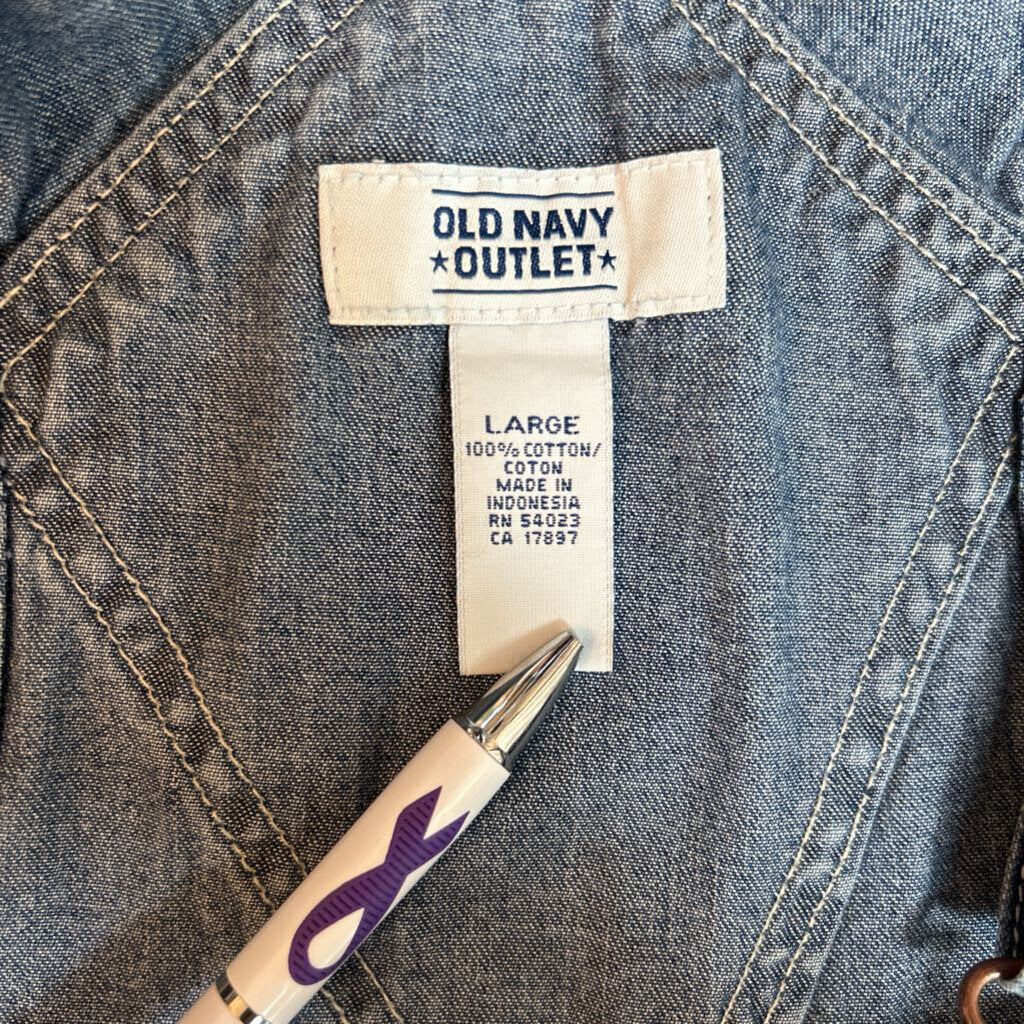 OLD NAVY
★OUTLET★
LARGE
100% COTTON/
COTON
MADE IN
INDONESIA
RN 54023
CA 17897